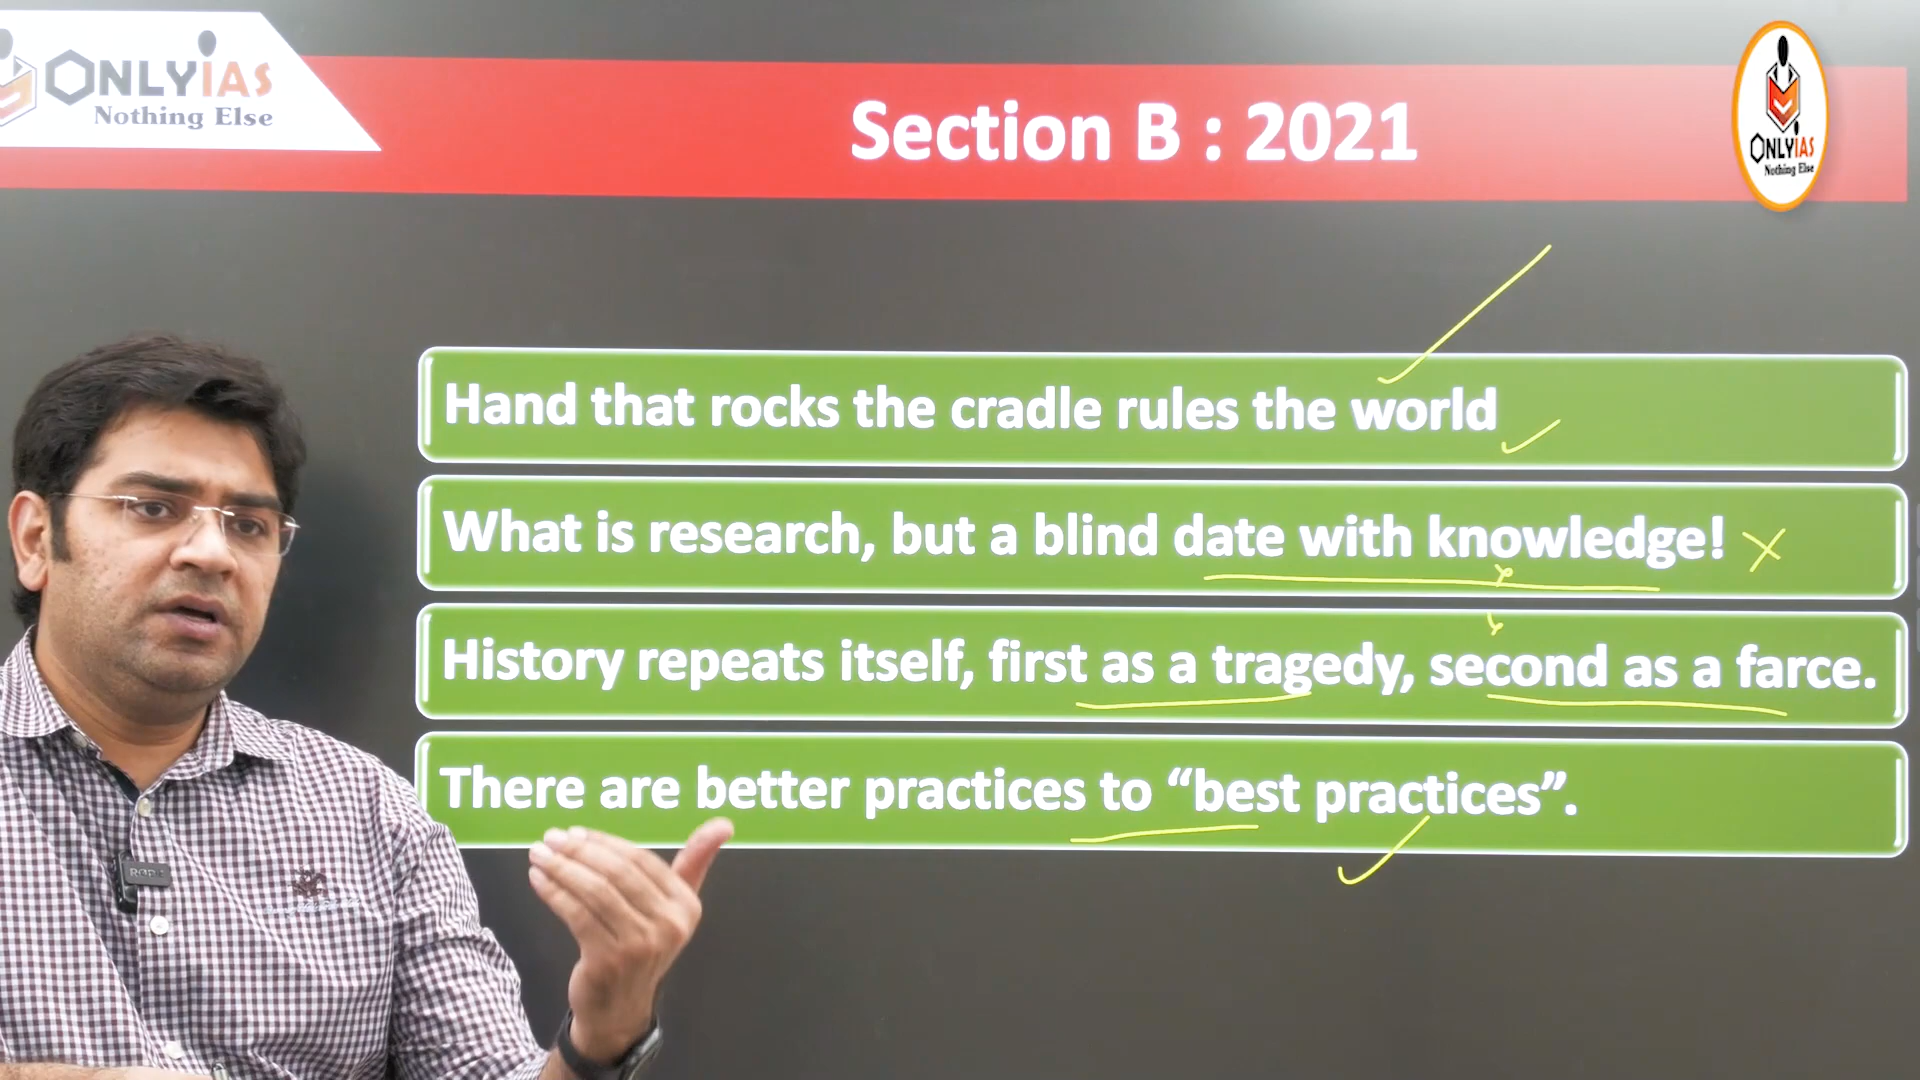 ONLYIAS
Nothing Else
Section B : 2021
ONLYIAS
Nothing Else
Hand that rocks the cradle rules the world
What is research, but a blind date with knowledge!
History repeats itself, first as a tragedy, second as a farce.
There are better practices to “best practices”.